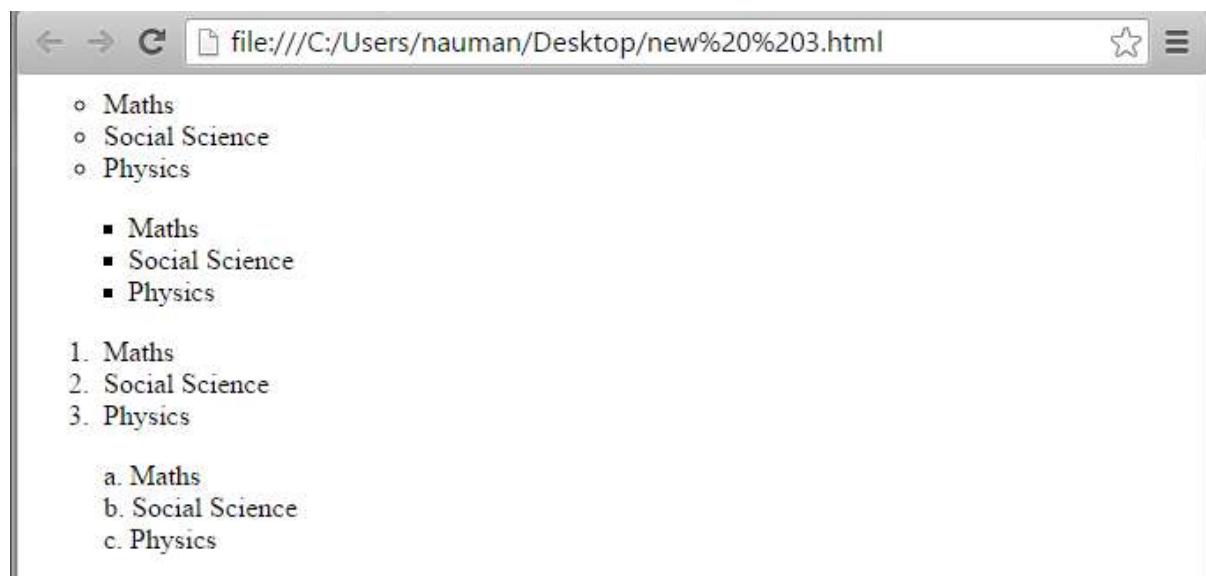 file:///C:/Users/nauman/Desktop/new%20%203.html
Maths
Social Science
Physics
Maths
Social Science
Physics
1. Maths
2. Social Science
3. Physics
a. Maths
b. Social Science
c. Physics